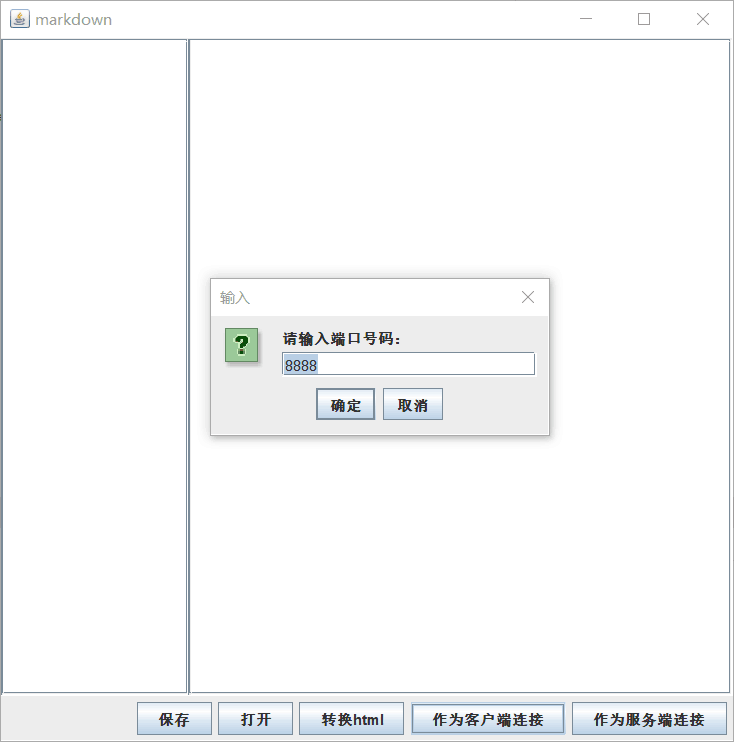 markdown
输入
请输入端口号码：
8888
确定 取消
保存 打开 转换html 作为客户端连接 作为服务端连接